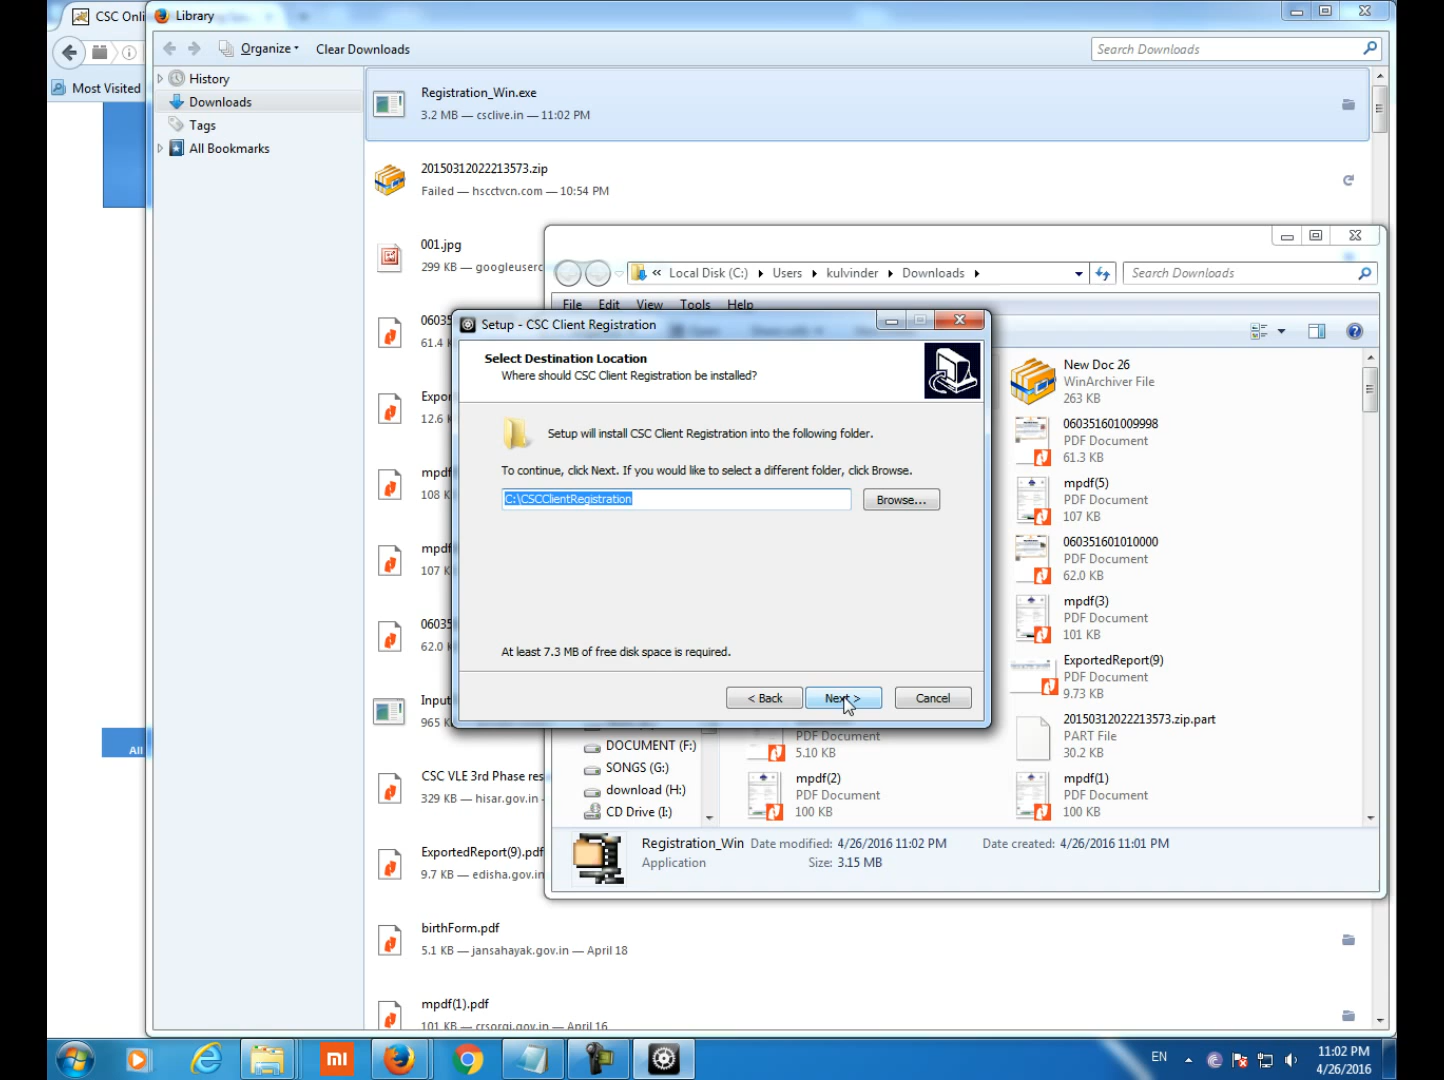 CSC Onli
Library
Organize
Clear Downloads
Search Downloads
Most Visited
History
Downloads
Tags
All Bookmarks
Registration_Win.exe
3.2 MB — csclive.in — 11:02 PM
20150312022213573.zip
Failed — hscctvcn.com — 10:54 PM
001.jpg
299 KB — googleuserc
0603
61.4
Expo
12.6
mpdf
108 K
mpdf
107 K
0603
62.0
Input
965 K
CSC VLE 3rd Phase res
329 KB — hisar.gov.in -
ExportedReport(9).pdf
9.7 KB — edisha.gov.in
birthForm.pdf
5.1 KB — jansahayak.gov.in — April 18
mpdf(1).pdf
101 KB — crsorgi.gov.in — April 16
All
« Local Disk (C:) ▸ Users ▸ kulvinder ▸ Downloads ▸
Search Downloads
File Edit View Tools Help
Setup - CSC Client Registration
Select Destination Location
Where should CSC Client Registration be installed?
Setup will install CSC Client Registration into the following folder.
To continue, click Next. If you would like to select a different folder, click Browse.
C:\CSCClientRegistration
Browse...
At least 7.3 MB of free disk space is required.
< Back
Next >
Cancel
New Doc 26
WinArchiver File
263 KB
060351601009998
PDF Document
61.3 KB
mpdf(5)
PDF Document
107 KB
060351601010000
PDF Document
62.0 KB
mpdf(3)
PDF Document
101 KB
ExportedReport(9)
PDF Document
9.73 KB
20150312022213573.zip.part
PART File
30.2 KB
mpdf(1)
PDF Document
100 KB
PDF Document
5.10 KB
mpdf(2)
PDF Document
100 KB
DOCUMENT (F:)
SONGS (G:)
download (H:)
CD Drive (I:)
Registration_Win Date modified: 4/26/2016 11:02 PM Date created: 4/26/2016 11:01 PM
Application Size: 3.15 MB
mi
EN
11:02 PM
4/26/2016